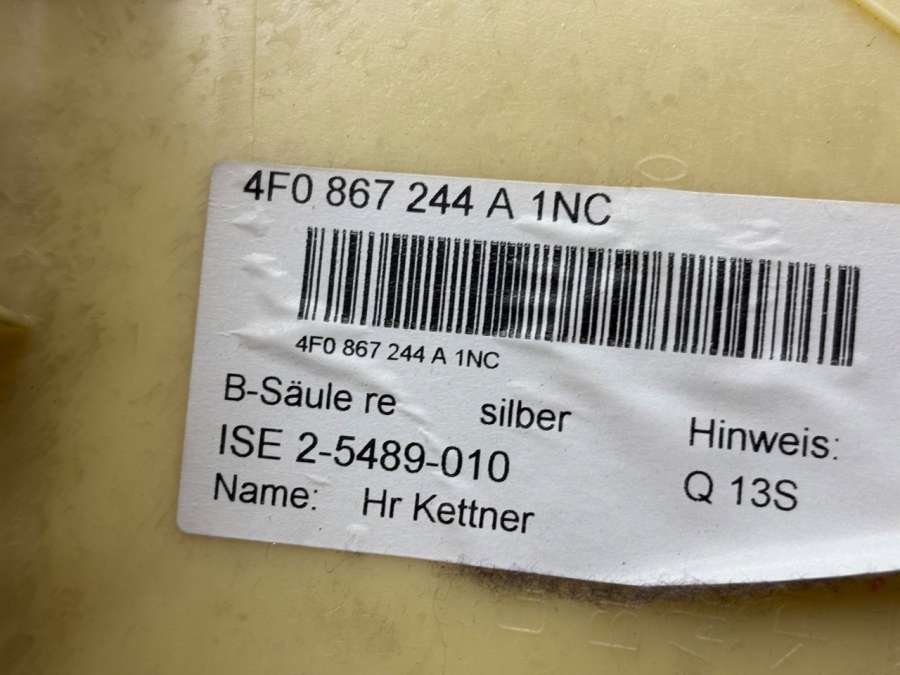 4F0 867 244 A 1NC
4F0 867 244 A 1NC
B-Säule re silber
Hinweis:
ISE 2-5489-010
Q 13S
Name: Hr Kettner